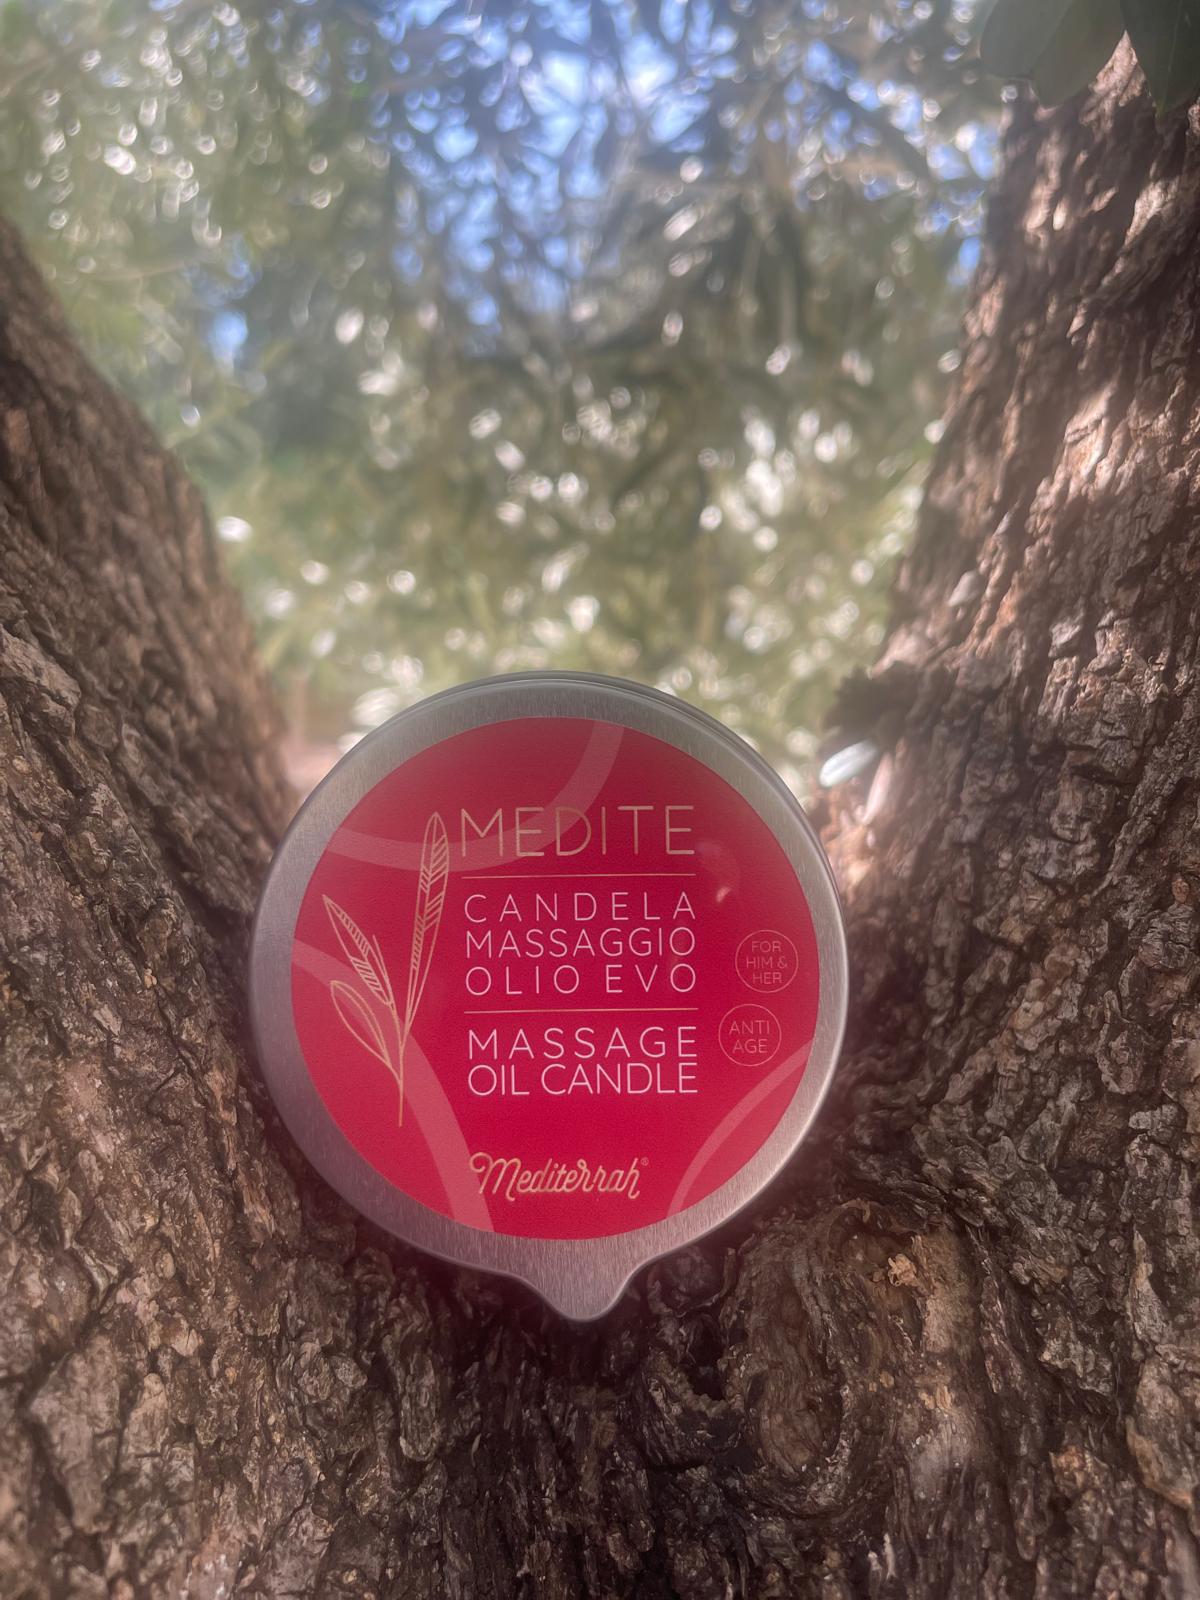 MEDITE
CANDELA
MASSAGGIO
OLIO EVO
MASSAGE
OIL CANDLE
FOR
HIM &
HER
ANTI
AGE
Mediterrah®